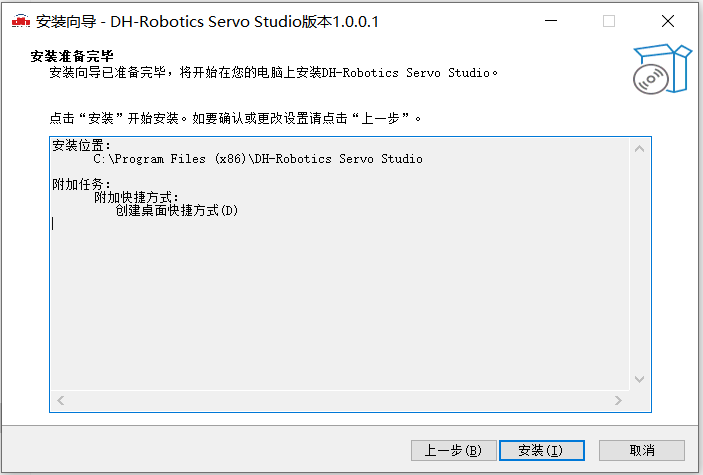 安装向导 - DH-Robotics Servo Studio版本1.0.0.1
安装准备完毕
安装向导已准备完毕，将开始在您的电脑上安装DH-Robotics Servo Studio。
点击“安装”开始安装。如要确认或更改设置请点击“上一步”。
安装位置：
C:\Program Files (x86)\DH-Robotics Servo Studio
附加任务：
附加快捷方式：
创建桌面快捷方式(D)
上一步(B)
安装(I)
取消